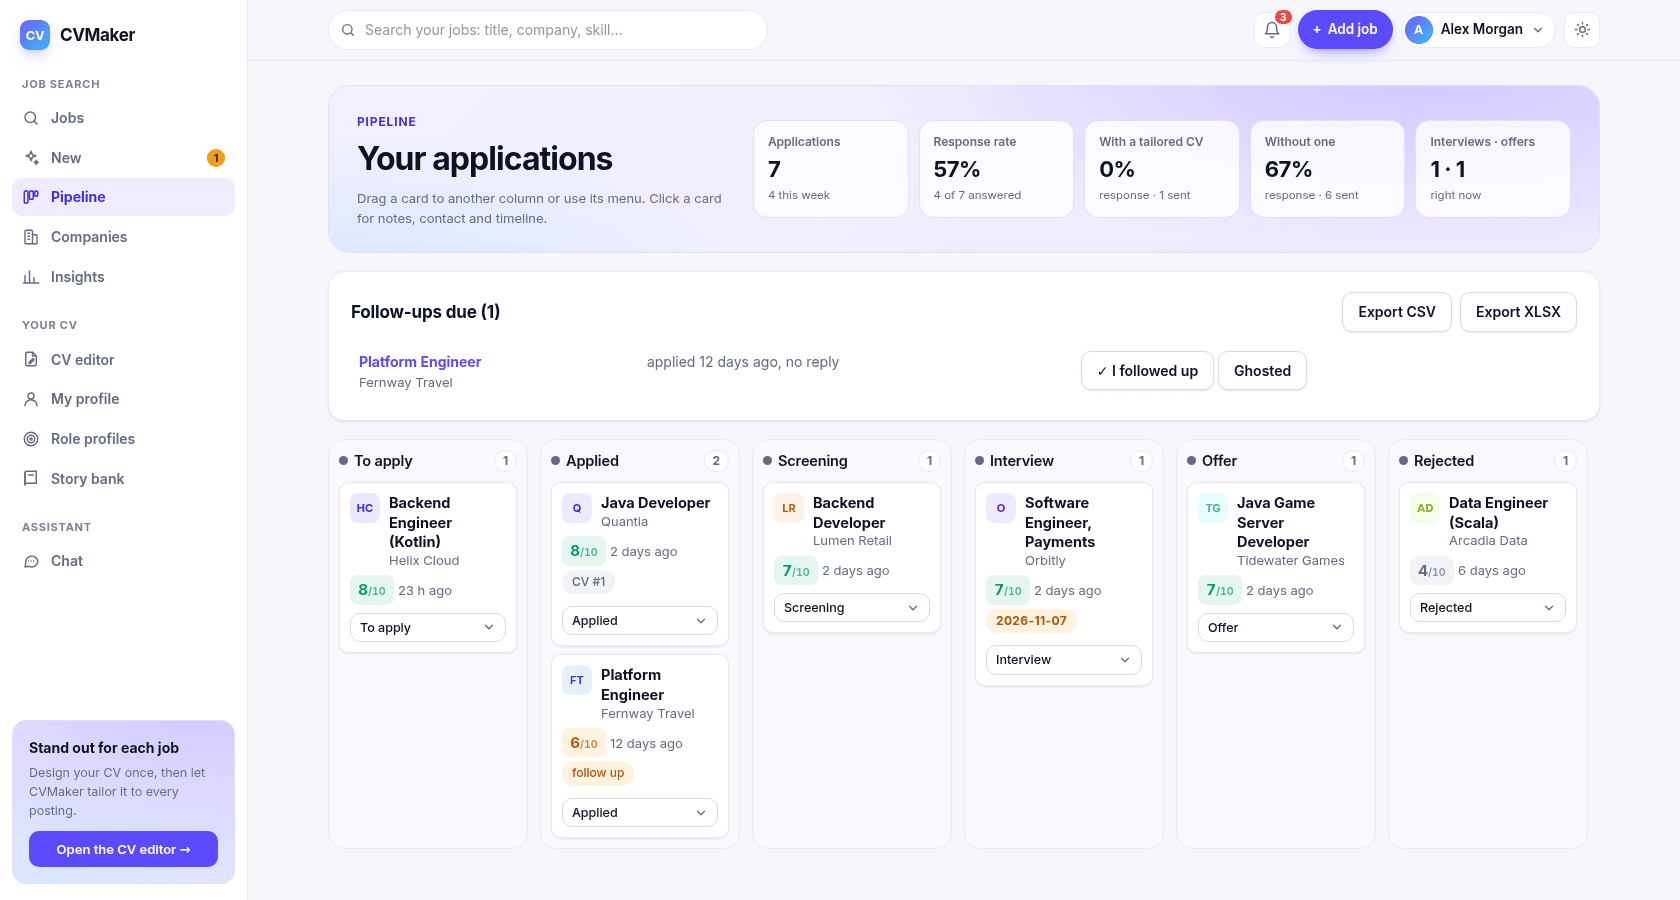 CV CVMaker
JOB SEARCH
Jobs
New 1
Pipeline
Companies
Insights
YOUR CV
CV editor
My profile
Role profiles
Story bank
ASSISTANT
Chat
Stand out for each job
Design your CV once, then let
CVMaker tailor it to every
posting.
Open the CV editor →
Search your jobs: title, company, skill...
3
+ Add job
A Alex Morgan
PIPELINE
Your applications
Drag a card to another column or use its menu. Click a card
for notes, contact and timeline.
Applications
7
4 this week
Response rate
57%
4 of 7 answered
With a tailored CV
0%
response · 1 sent
Without one
67%
response · 6 sent
Interviews · offers
1 · 1
right now
Follow-ups due (1)
Export CSV
Export XLSX
Platform Engineer
Fernway Travel
applied 12 days ago, no reply
✓ I followed up
Ghosted
To apply 1
HC
Backend
Engineer
(Kotlin)
Helix Cloud
8/10 23 h ago
To apply
Applied 2
Q
Java Developer
Quantia
8/10 2 days ago
CV #1
Applied
FT
Platform
Engineer
Fernway Travel
6/10 12 days ago
follow up
Applied
Screening 1
LR
Backend
Developer
Lumen Retail
7/10 2 days ago
Screening
Interview 1
O
Software
Engineer,
Payments
Orbitly
7/10 2 days ago
2026-11-07
Interview
Offer 1
TG
Java Game
Server
Developer
Tidewater Games
7/10 2 days ago
Offer
Rejected 1
AD
Data Engineer
(Scala)
Arcadia Data
4/10 6 days ago
Rejected